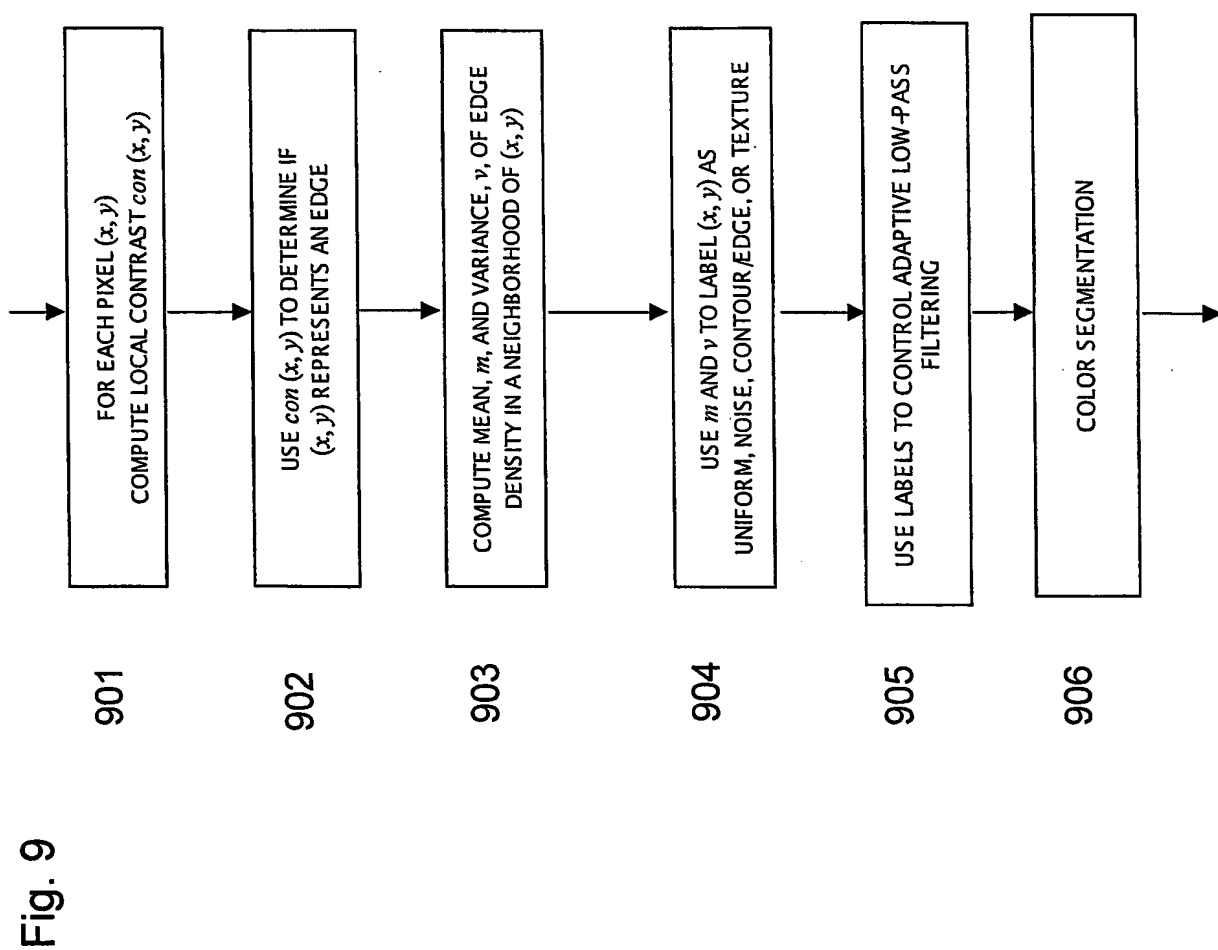 Fig. 9
901
FOR EACH PIXEL (x, y)
COMPUTE LOCAL CONTRAST con (x, y)
902
USE con (x, y) TO DETERMINE IF
(x, y) REPRESENTS AN EDGE
903
COMPUTE MEAN, m, AND VARIANCE, v, OF EDGE
DENSITY IN A NEIGHBORHOOD OF (x, y)
904
USE m AND v TO LABEL (x, y) AS
UNIFORM, NOISE, CONTOUR/EDGE, OR TEXTURE
905
USE LABELS TO CONTROL ADAPTIVE LOW-PASS
FILTERING
906
COLOR SEGMENTATION